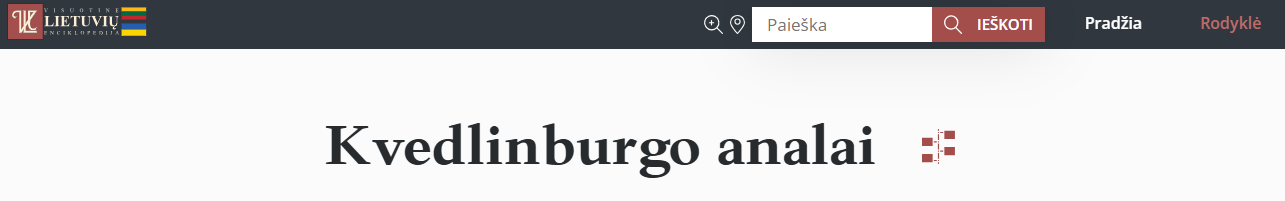 VISUOTINĖ
LIETUVIŲ
ENCIKLOPEDIJA
Paieška
IEŠKOTI
Pradžia
Rodyklė
Kvedlinburgo analai